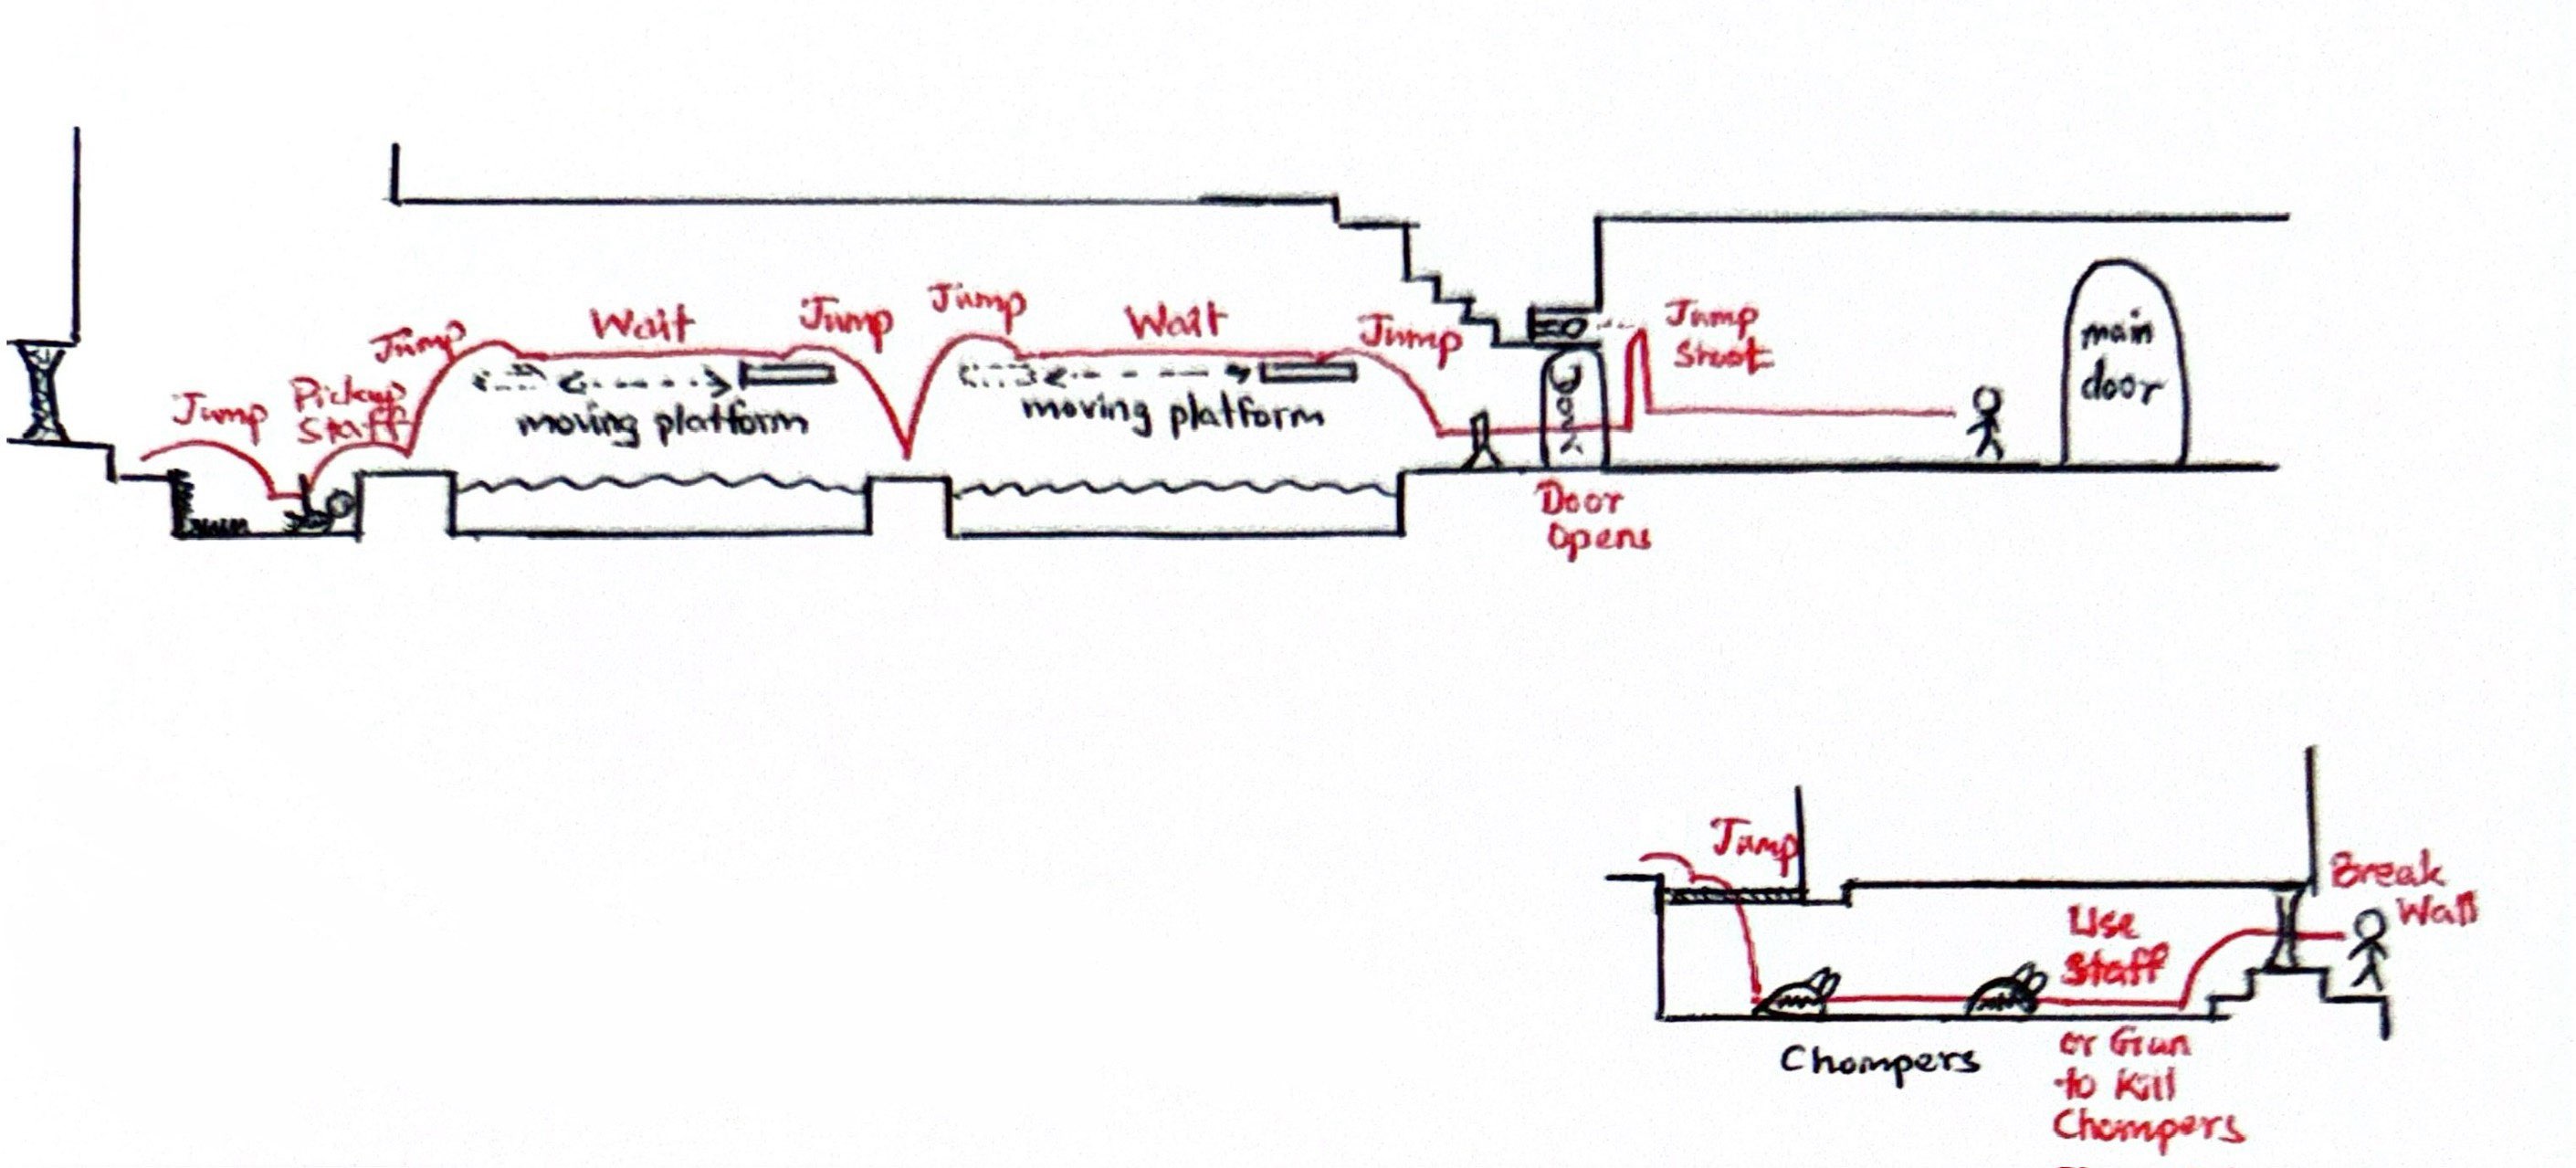 Jump
Pickup
Staff
Jump
Wait
Jump
Jump
Wait
Jump
Jump
Shoot
moving platform
moving platform
main
door
Door
Opens
Jump
Break
Wall
Use
Staff
or Gun
to Kill
Chompers
Chompers